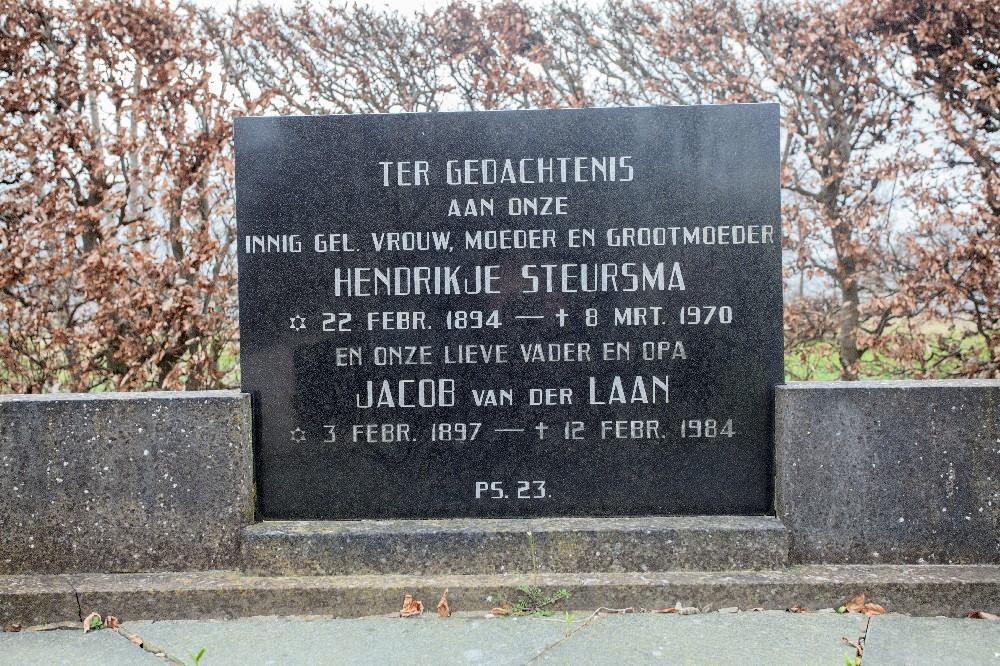 TER GEDACHTENIS
AAN ONZE
INNIG GEL. VROUW, MOEDER EN GROOTMOEDER
HENDRIKJE STEURSMA
✡ 22 FEBR. 1894 — ✝ 8 MRT. 1970
EN ONZE LIEVE VADER EN OPA
JACOB VAN DER LAAN
✡ 3 FEBR. 1897 — ✝ 12 FEBR. 1984
PS. 23.